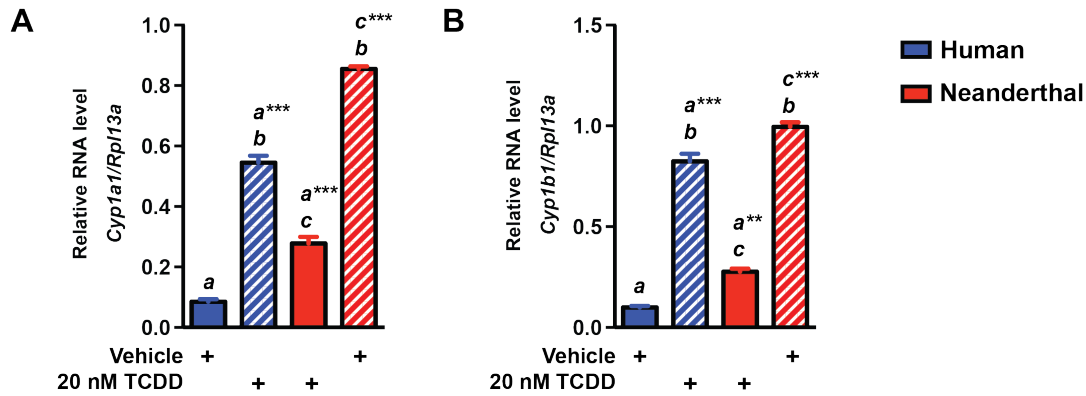 A
Relative RNA level
Cyp1a1/Rpl13a
1.0
0.8
0.6
0.4
0.2
0.0
a
a***
b
a***
c
c***
b
Vehicle + +
20 nM TCDD + +
B
Relative RNA level
Cyp1b1/Rpl13a
1.5
1.0
0.5
0.0
a
a***
b
a**
c
c***
b
Vehicle + +
20 nM TCDD + +
Human
Neanderthal